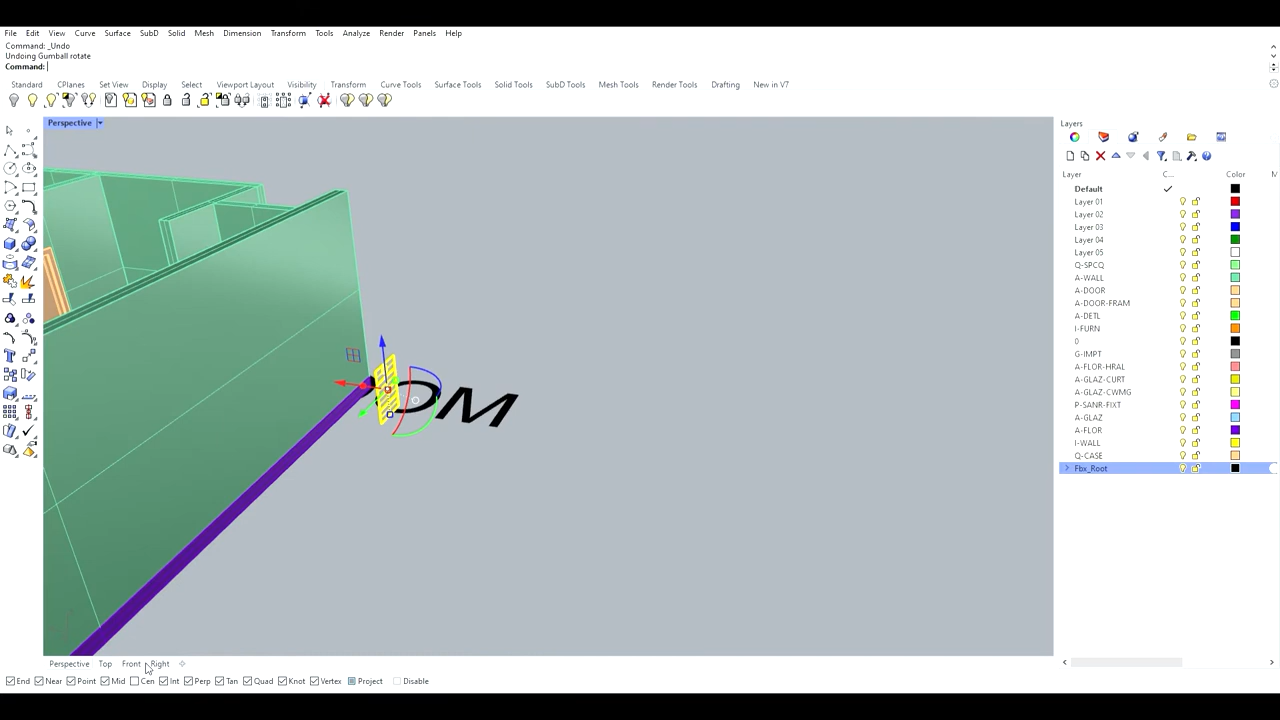 File Edit View Curve Surface SubD Solid Mesh Dimension Transform Tools Analyze Render Panels Help
Command: _Undo
Undoing Gumball rotate
Command:
Standard CPlanes Set View Display Select Viewport Layout Visibility Transform Curve Tools Surface Tools Solid Tools SubD Tools Mesh Tools Render Tools Drafting New in V7
Perspective
Layers
Layer C... Color M
Default
Layer 01
Layer 02
Layer 03
Layer 04
Layer 05
Q-SPCQ
A-WALL
A-DOOR
A-DOOR-FRAM
A-DETL
I-FURN
0
G-IMPT
A-FLOR-HRAL
A-GLAZ-CURT
A-GLAZ-CWMG
P-SANR-FIXT
A-GLAZ
A-FLOR
I-WALL
Q-CASE
Fbx_Root
Perspective Top Front Right
End Near Point Mid Cen Int Perp Tan Quad Knot Vertex Project Disable